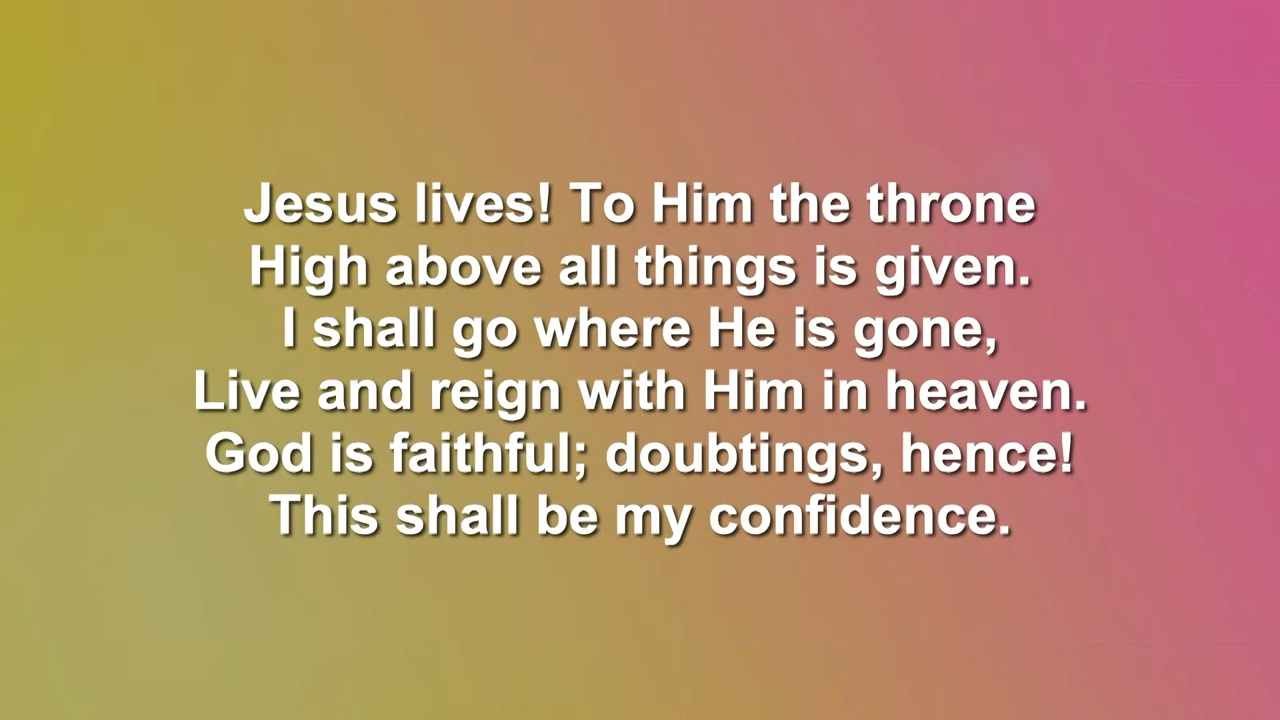 Jesus lives! To Him the throne
High above all things is given.
I shall go where He is gone,
Live and reign with Him in heaven.
God is faithful; doubtings, hence!
This shall be my confidence.